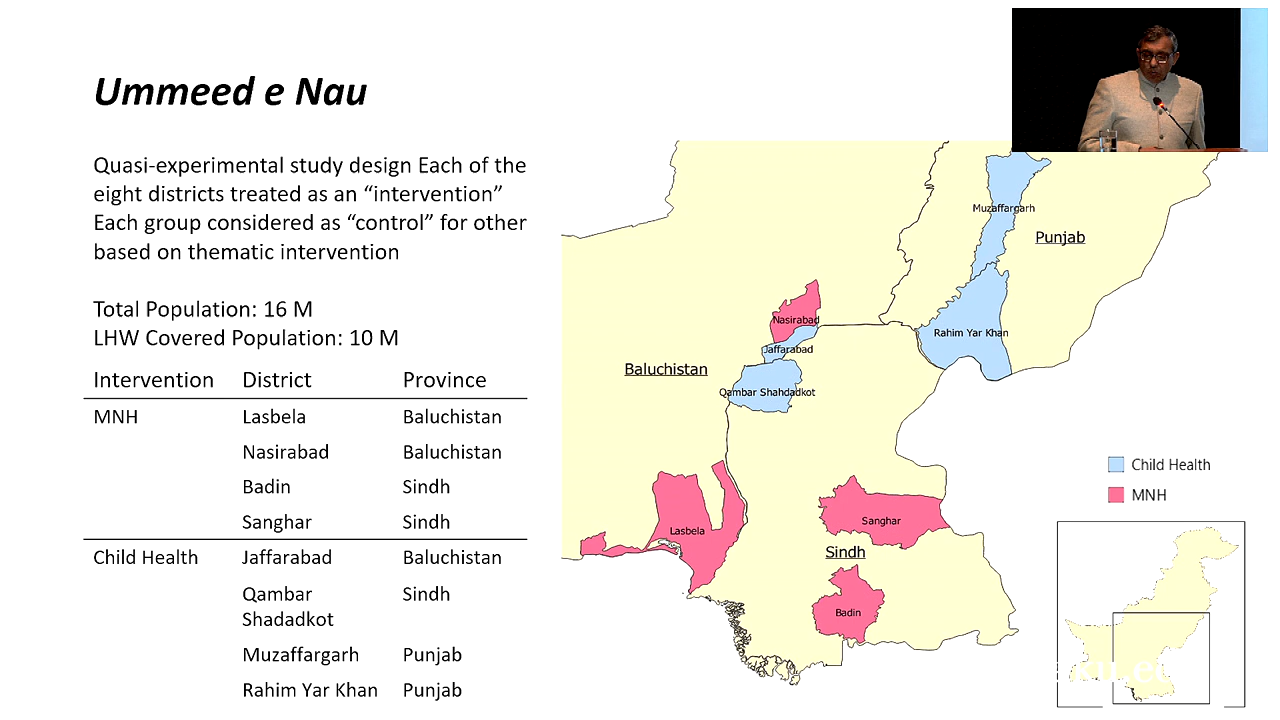 Ummeed e Nau
Quasi-experimental study design Each of the
eight districts treated as an “intervention”
Each group considered as “control” for other
based on thematic intervention
Total Population: 16 M
LHW Covered Population: 10 M
Intervention District Province
MNH Lasbela Baluchistan
Nasirabad Baluchistan
Badin Sindh
Sanghar Sindh
Child Health Jaffarabad Baluchistan
Qambar Sindh
Shadadkot
Muzaffargarh Punjab
Rahim Yar Khan Punjab
Muzaffargarh
Punjab
Nasirabad
Rahim Yar Khan
Jaffarabad
Baluchistan
Qambar Shahdadkot
Child Health
MNH
Sanghar
Lasbela
Sindh
Badin